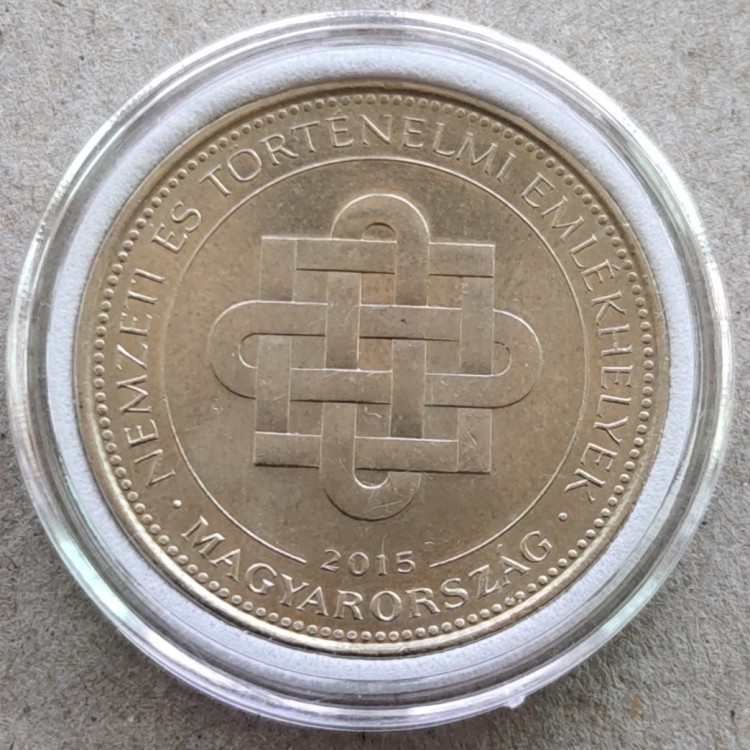 NEMZETI ÉS TÖRTÉNELMI EMLÉKHELYEK
2015
· MAGYARORSZÁG ·